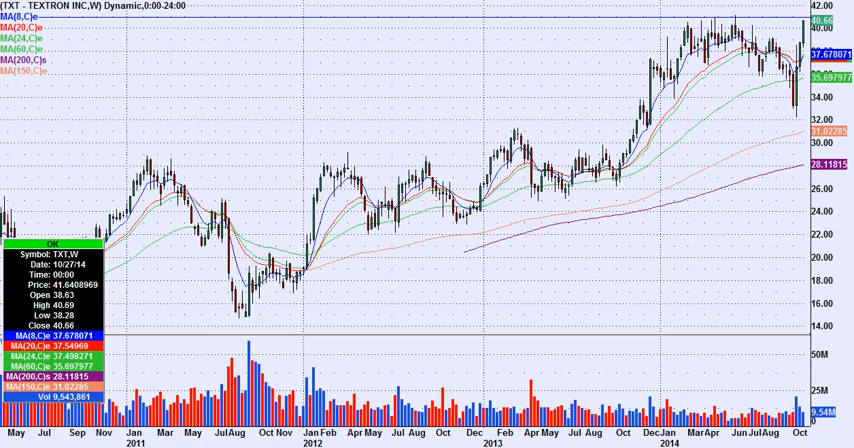 (TXT - TEXTRON INC,W) Dynamic,0:00-24:00
MA(8,C)e
MA(20,C)e
MA(24,C)e
MA(60,C)e
MA(200,C)s
MA(150,C)e
42.00
40.66
37.678071
36.00
35.697977
34.00
32.00
31.02285
30.00
28.11815
26.00
24.00
22.00
20.00
18.00
16.00
14.00
50M
25M
9.54M
0
OK
Symbol: TXT,W
Date: 10/27/14
Time: 00:00
Price: 41.6408969
Open 38.63
High 40.69
Low 38.28
Close 40.66
MA(8,C)e 37.678071
MA(20,C)e 37.54969
MA(24,C)e 37.498271
MA(60,C)e 35.697977
MA(200,C)s 28.11815
MA(150,C)e 31.02285
Vol 9,543,861
May Jul Sep Oct Nov Jan Feb Apr May Jul Aug Oct Nov Jan Feb Apr May Jul Aug Oct Dec Feb Apr May Jul Aug Oct Dec Jan Mar Apr Jun Jul Aug Oct
2011 2012 2013 2014